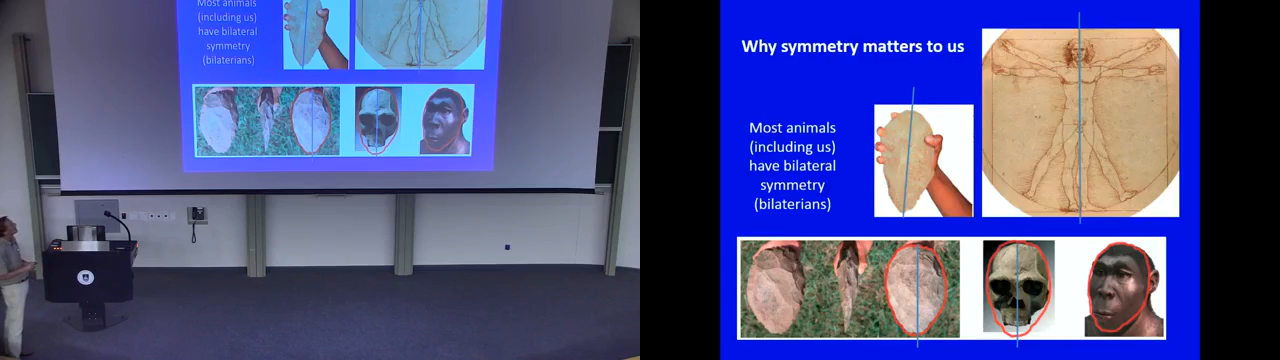 Most animals
(including us)
have bilateral
symmetry
(bilaterians)
Why symmetry matters to us
Most animals
(including us)
have bilateral
symmetry
(bilaterians)